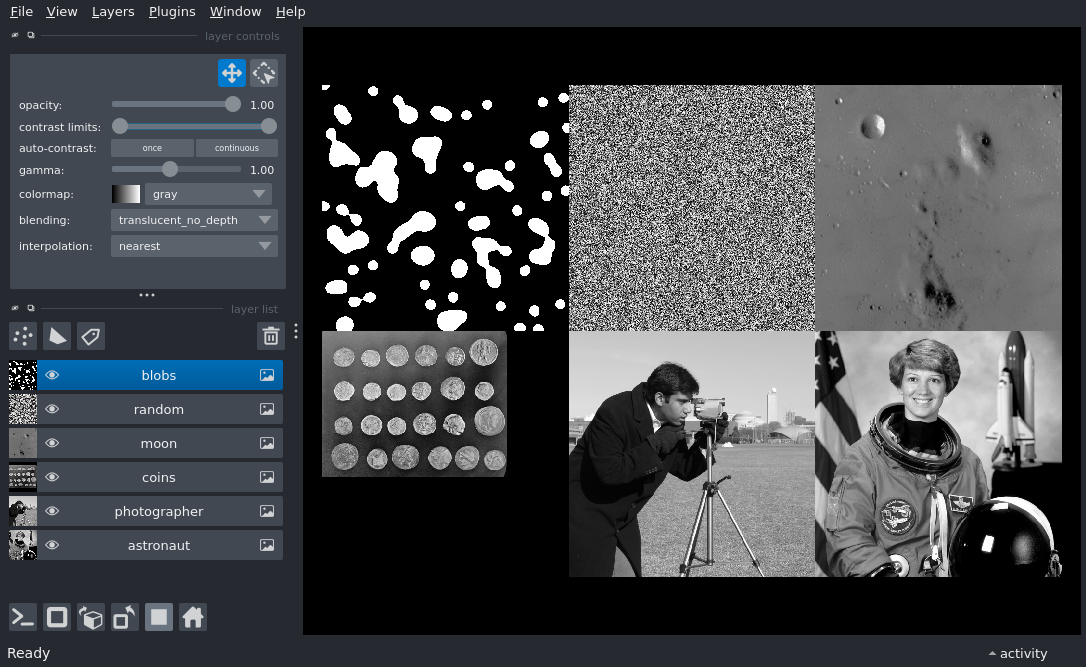 File View Layers Plugins Window Help
layer controls
opacity: 1.00
contrast limits:
auto-contrast: once continuous
gamma: 1.00
colormap: gray
blending: translucent_no_depth
interpolation: nearest
layer list
blobs
random
moon
coins
photographer
astronaut
Ready
activity